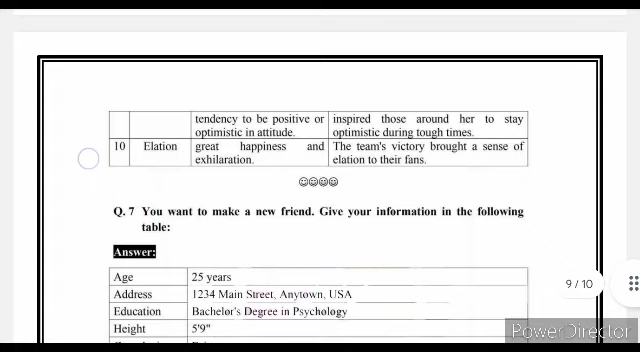 tendency to be positive or optimistic in attitude.
inspired those around her to stay optimistic during tough times.
10 Elation great happiness and exhilaration. The team's victory brought a sense of elation to their fans.
☺☺☺☺
Q. 7 You want to make a new friend. Give your information in the following
table:
Answer:
Age 25 years
Address 1234 Main Street, Anytown, USA
Education Bachelor's Degree in Psychology
Height 5'9"
9 / 10
PowerDirector